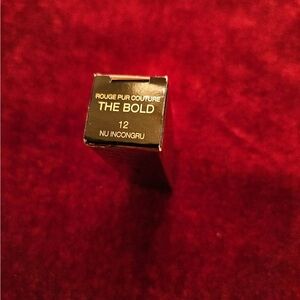 ROUGE PUR COUTURE
THE BOLD
12
NU INCONGRU